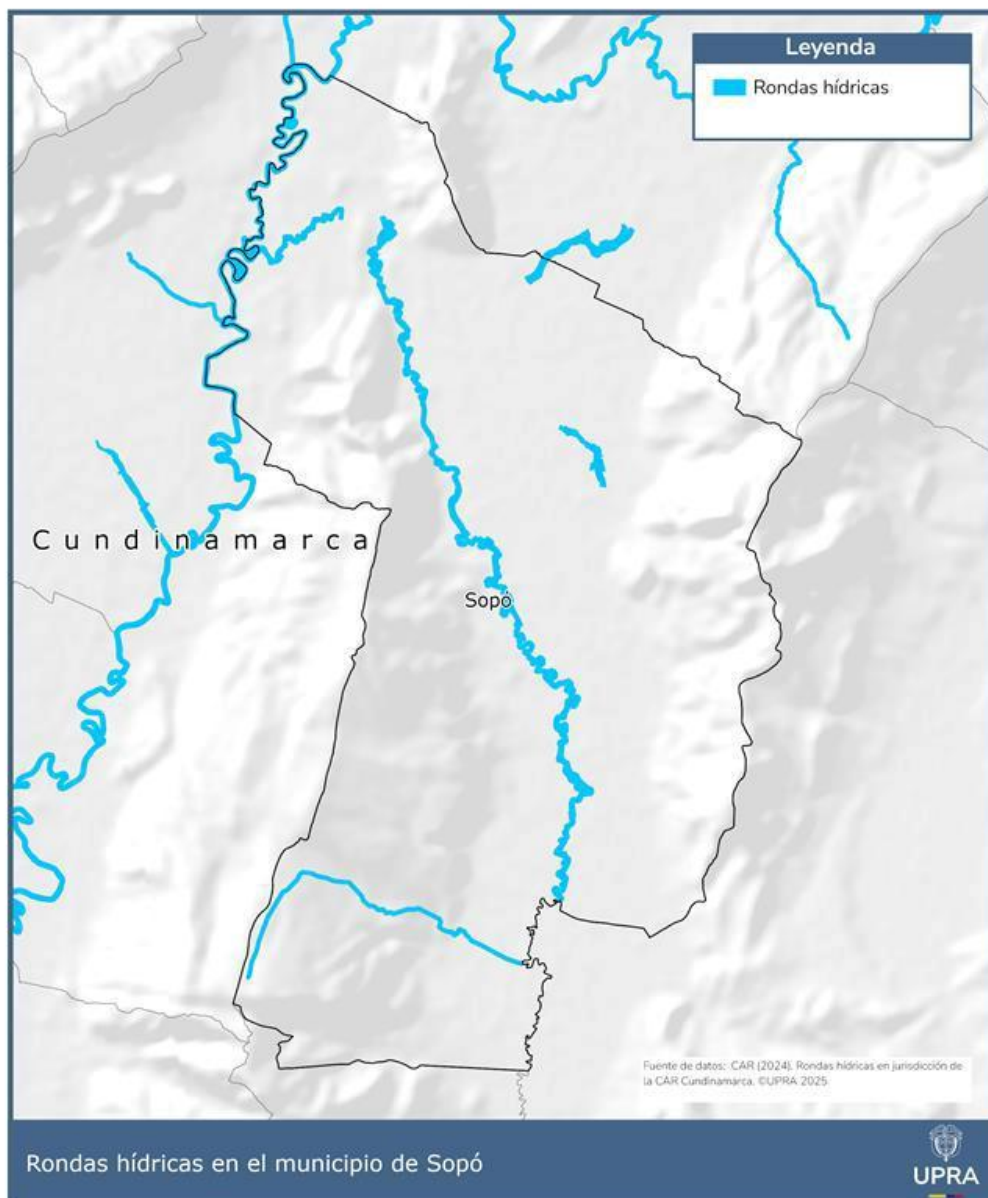 Leyenda
Rondas hídricas
Cundinamarca
Sopó
Fuente de datos: CAR (2024). Rondas hídricas en jurisdicción de
la CAR Cundinamarca. ©UPRA 2025
Rondas hídricas en el municipio de Sopó
UPRA